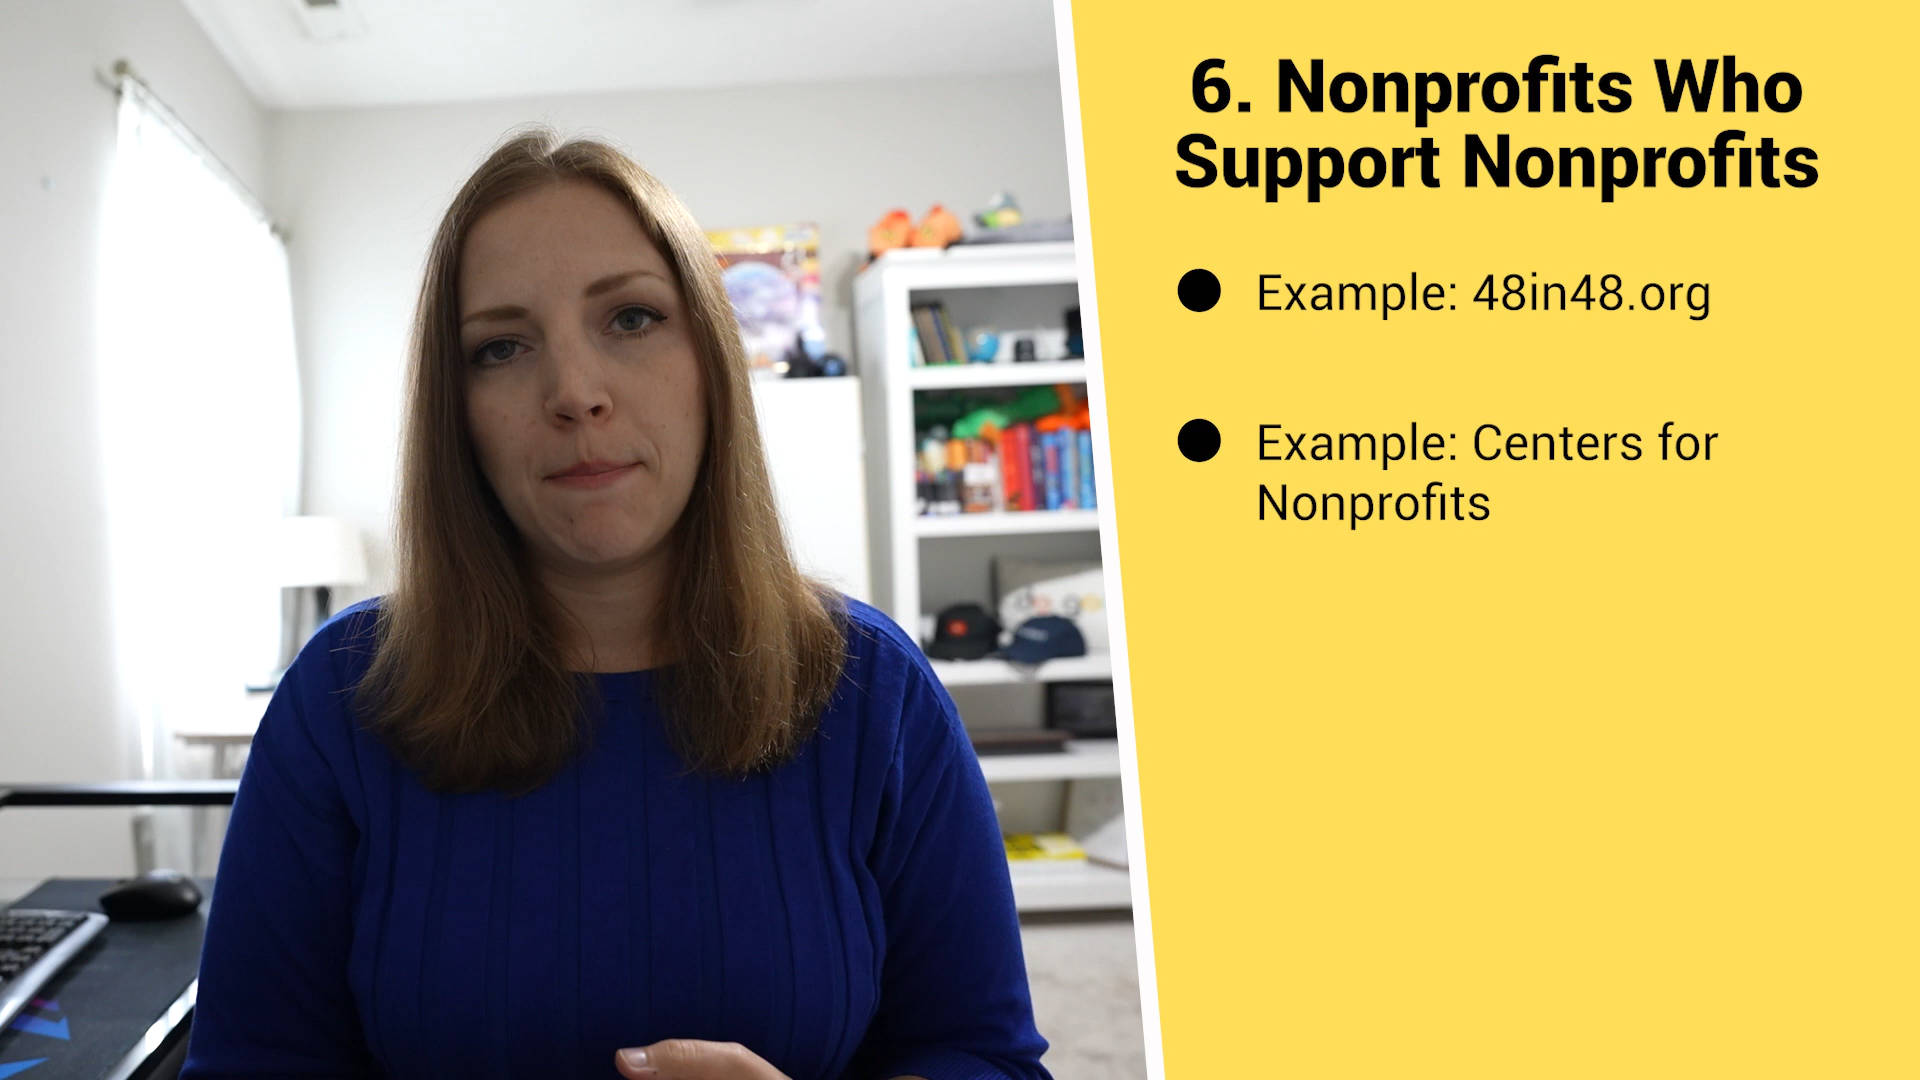 6. Nonprofits Who
Support Nonprofits
Example: 48in48.org
Example: Centers for
Nonprofits